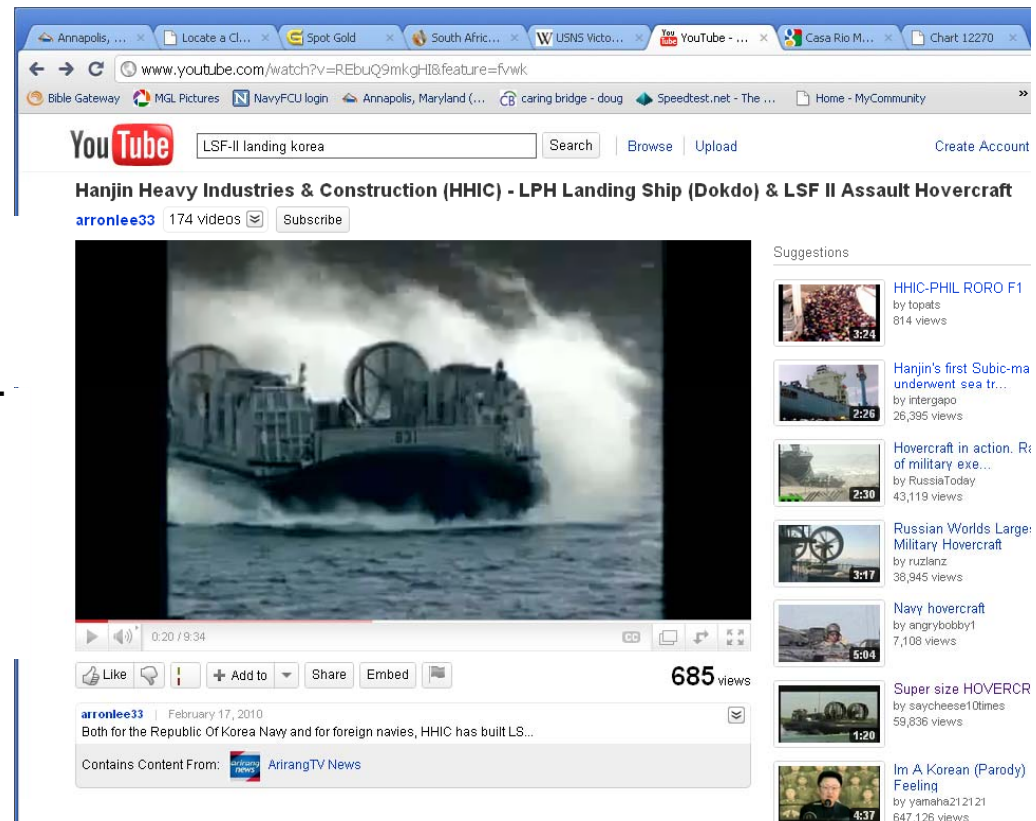 Annapolis, ...
Locate a Cl...
Spot Gold
South Afric...
USNS Victo...
YouTube - ...
Casa Rio M...
Chart 12270
www.youtube.com/watch?v=REbuQ9mkgHI&feature=fvwk
Bible Gateway MGL Pictures NavyFCU login Annapolis, Maryland (... caring bridge - doug Speedtest.net - The ... Home - MyCommunity »
YouTube LSF-II landing korea Search Browse Upload Create Account
Hanjin Heavy Industries & Construction (HHIC) - LPH Landing Ship (Dokdo) & LSF II Assault Hovercraft
arronlee33 174 videos Subscribe
631
0:20 / 9:34 CC
Like Add to Share Embed 685 views
arronlee33 | February 17, 2010
Both for the Republic Of Korea Navy and for foreign navies, HHIC has built LS...
Contains Content From: arirang news ArirangTV News
Suggestions
HHIC-PHIL RORO F1
by topats
814 views
3:24
Hanjin's first Subic-ma
underwent sea tr...
by intergapo
26,395 views
2:26
Hovercraft in action. Ra
of military exe...
by RussiaToday
43,119 views
2:30
Russian Worlds Larges
Military Hovercraft
by ruzlanz
38,945 views
3:17
Navy hovercraft
by angrybobby1
7,108 views
5:04
Super size HOVERCR
by saycheese10times
59,836 views
1:20
Im A Korean (Parody)
Feeling
by yamaha212121
647,126 views
4:37